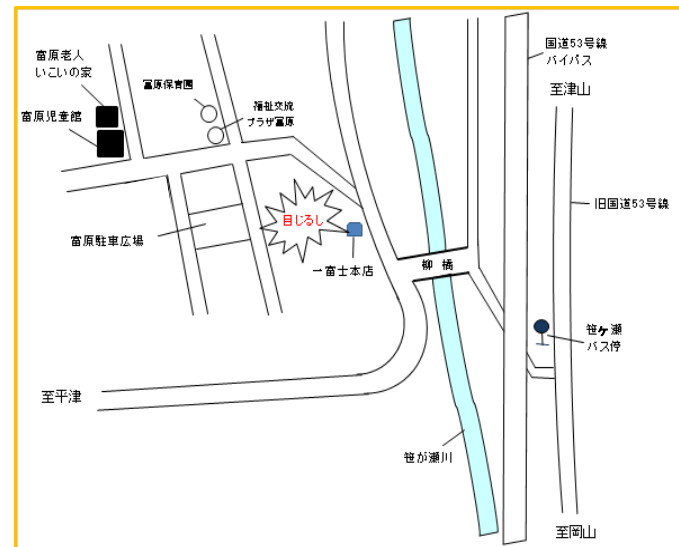 富原老人
いこいの家
富原児童館
富原保育園
福祉交流
プラザ富原
国道53号線
バイパス
至津山
旧国道53号線
目じるし
富原駐車広場
一富士本店
柳橋
笹ヶ瀬
バス停
至平津
笹が瀬川
至岡山